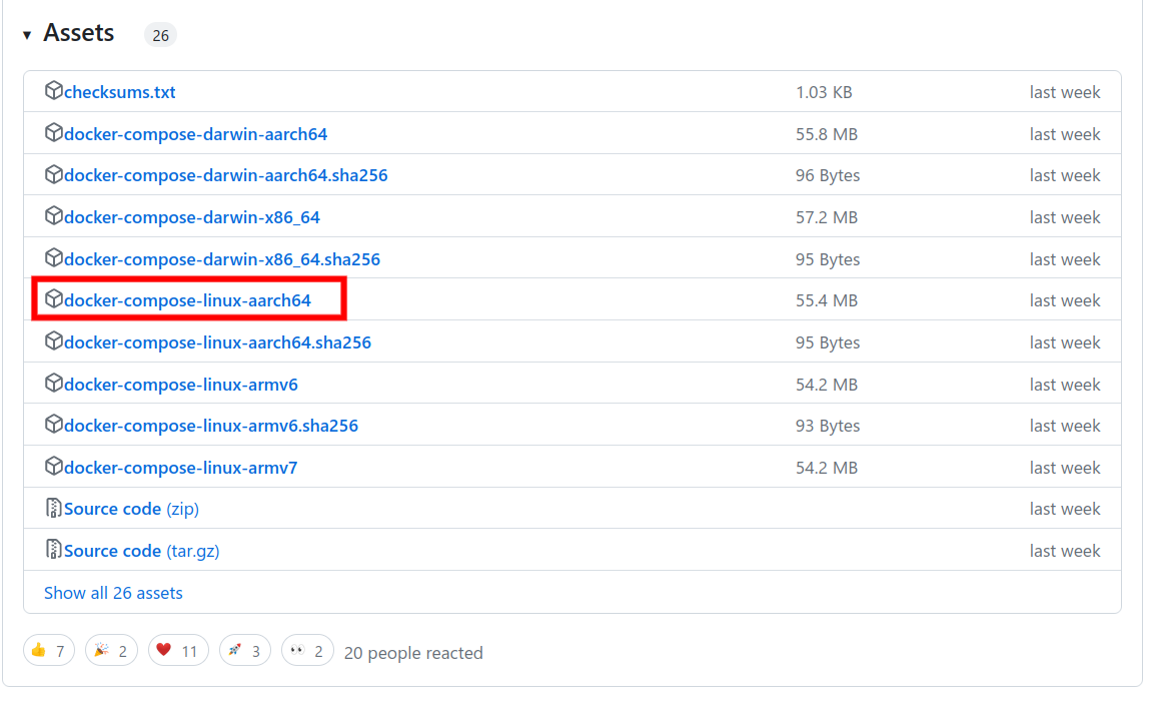 Assets 26
checksums.txt 1.03 KB last week
docker-compose-darwin-aarch64 55.8 MB last week
docker-compose-darwin-aarch64.sha256 96 Bytes last week
docker-compose-darwin-x86_64 57.2 MB last week
docker-compose-darwin-x86_64.sha256 95 Bytes last week
docker-compose-linux-aarch64 55.4 MB last week
docker-compose-linux-aarch64.sha256 95 Bytes last week
docker-compose-linux-armv6 54.2 MB last week
docker-compose-linux-armv6.sha256 93 Bytes last week
docker-compose-linux-armv7 54.2 MB last week
Source code (zip) last week
Source code (tar.gz) last week
Show all 26 assets
7 2 11 3 2 20 people reacted